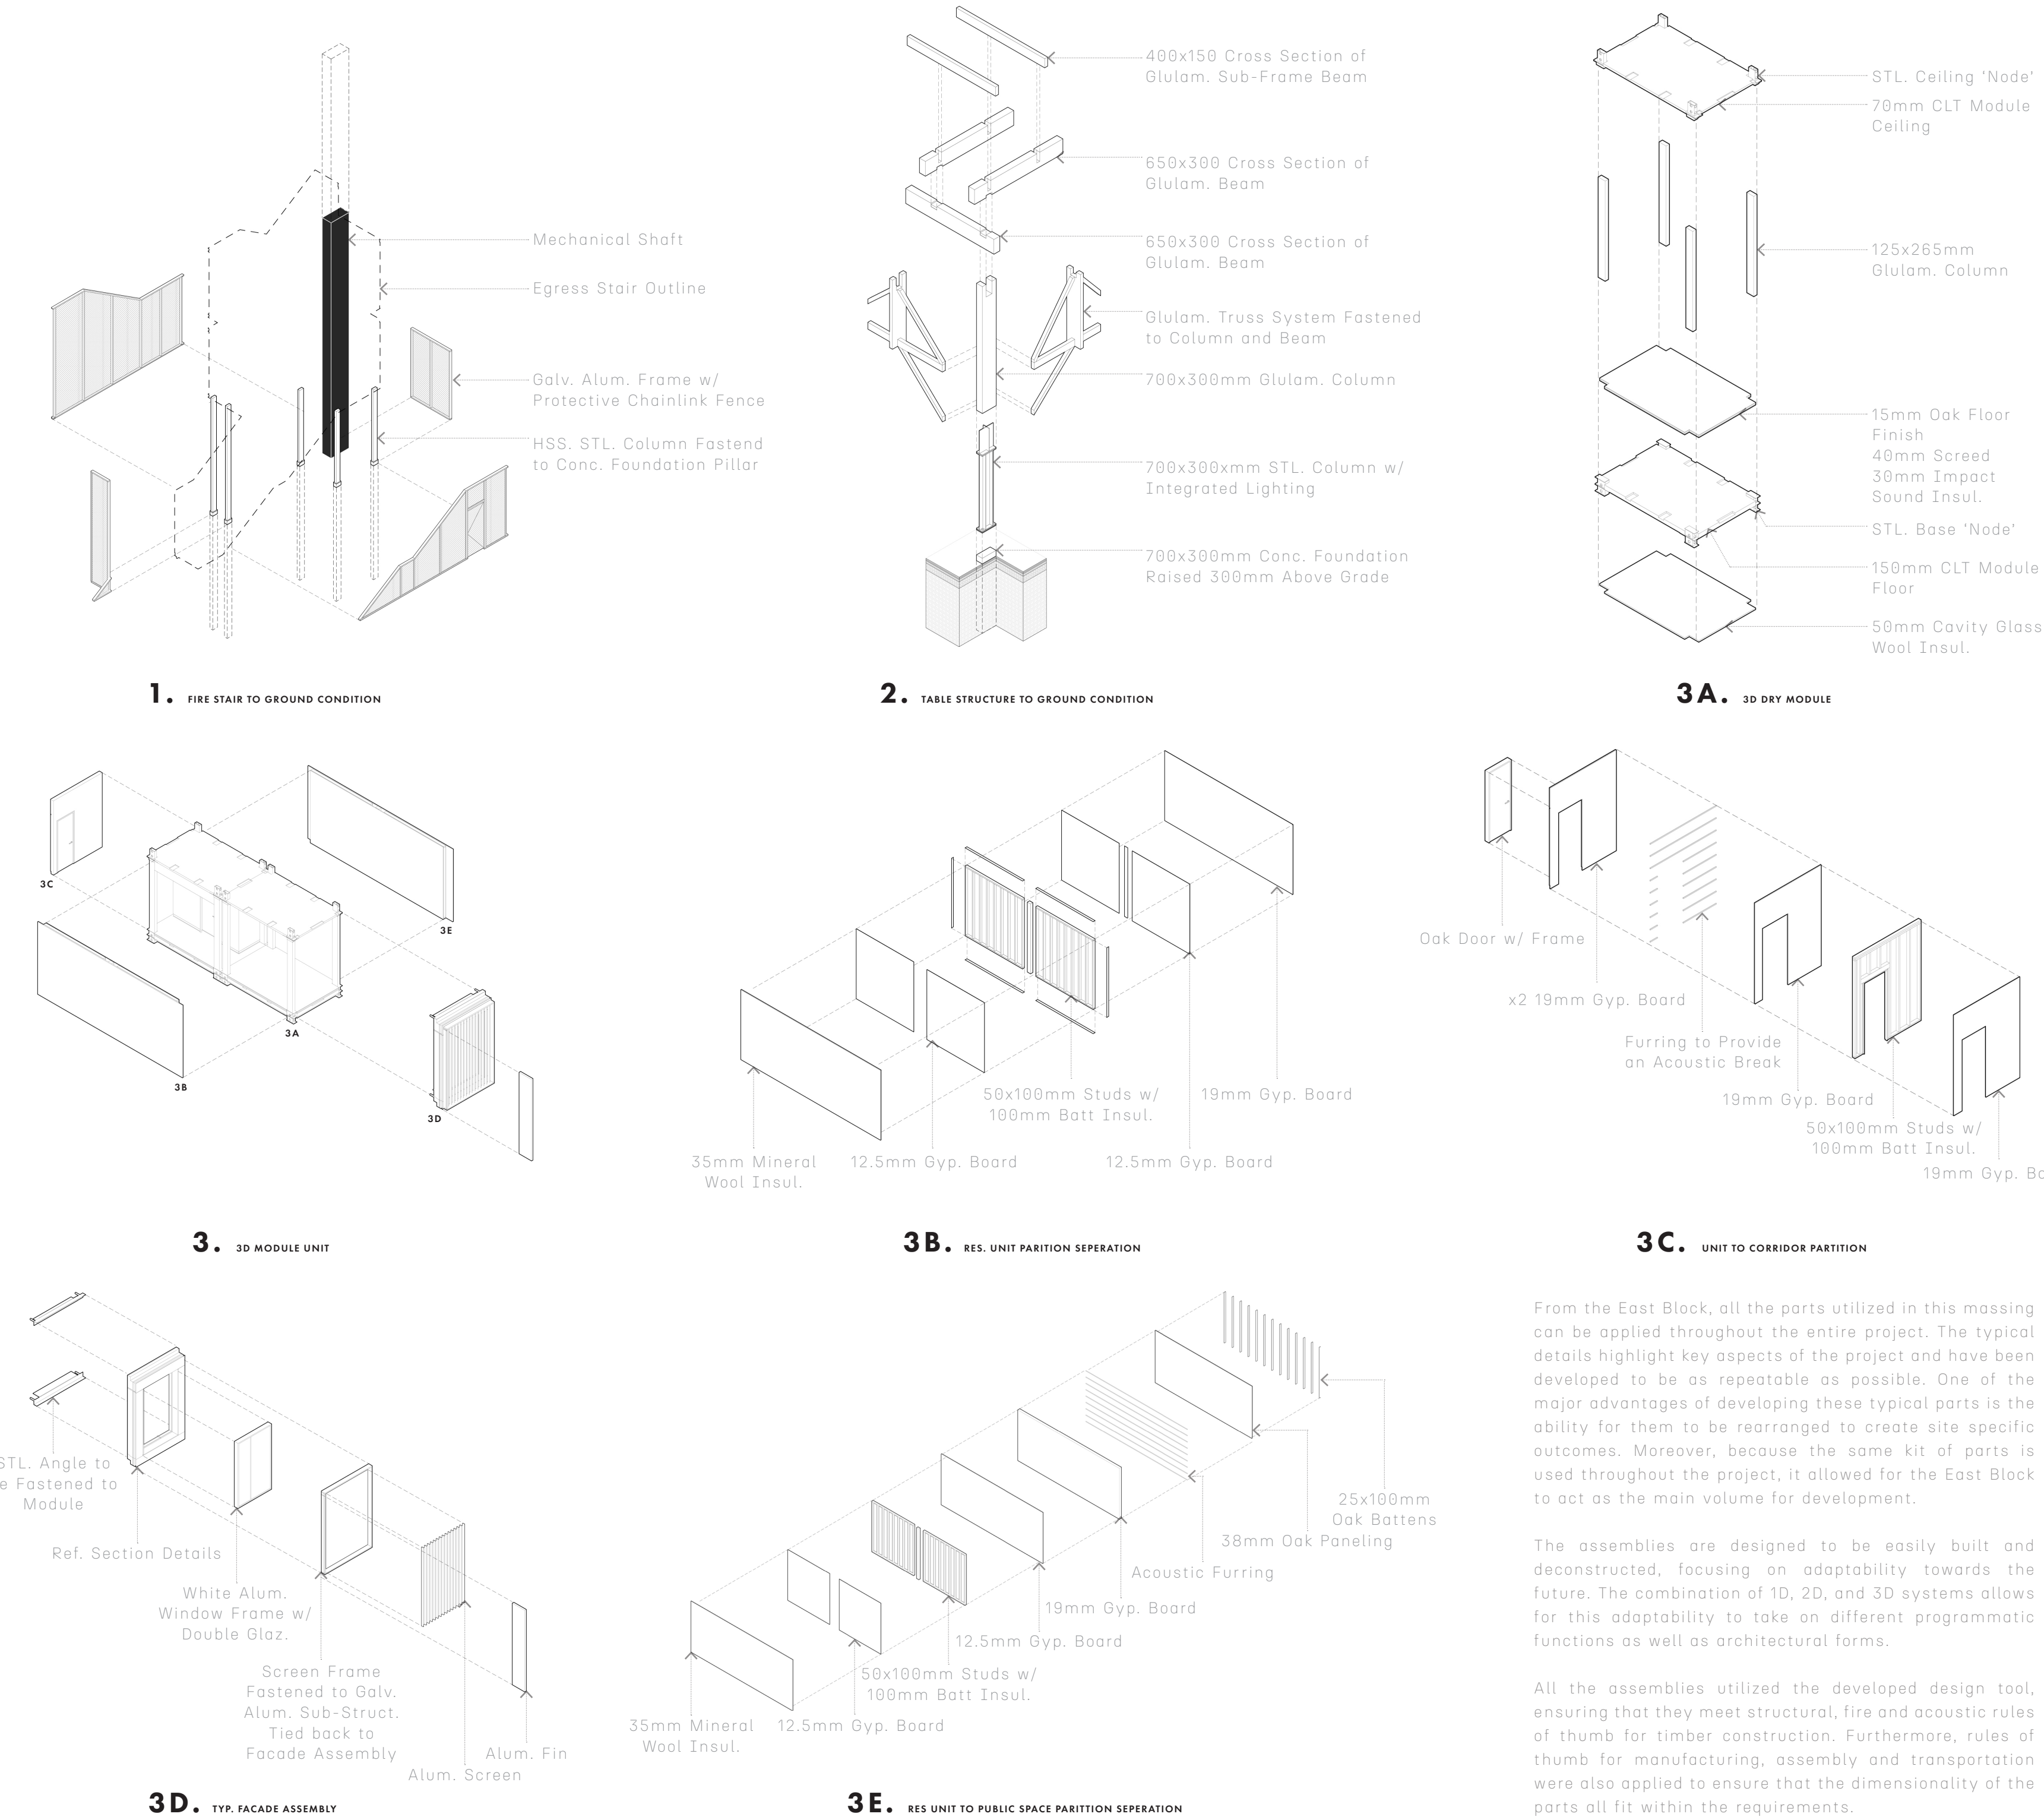 Mechanical Shaft
Egress Stair Outline
Galv. Alum. Frame w/
Protective Chainlink Fence
HSS. STL. Column Fastend
to Conc. Foundation Pillar
1. FIRE STAIR TO GROUND CONDITION
400x150 Cross Section of
Glulam. Sub-Frame Beam
650x300 Cross Section of
Glulam. Beam
650x300 Cross Section of
Glulam. Beam
Glulam. Truss System Fastened
to Column and Beam
700x300mm Glulam. Column
700x300xmm STL. Column w/
Integrated Lighting
700x300mm Conc. Foundation
Raised 300mm Above Grade
2. TABLE STRUCTURE TO GROUND CONDITION
STL. Ceiling 'Node'
70mm CLT Module
Ceiling
125x265mm
Glulam. Column
15mm Oak Floor
Finish
40mm Screed
30mm Impact
Sound Insul.
STL. Base 'Node'
150mm CLT Module
Floor
50mm Cavity Glass
Wool Insul.
3A. 3D DRY MODULE
3C
3E
3A
3B
3D
3. 3D MODULE UNIT
35mm Mineral
Wool Insul.
12.5mm Gyp. Board
50x100mm Studs w/
100mm Batt Insul.
12.5mm Gyp. Board
19mm Gyp. Board
3B. RES. UNIT PARITION SEPERATION
Oak Door w/ Frame
x2 19mm Gyp. Board
Furring to Provide
an Acoustic Break
19mm Gyp. Board
50x100mm Studs w/
100mm Batt Insul.
19mm Gyp.
3C. UNIT TO CORRIDOR PARTITION
STL. Angle to
Fastened to
Module
Ref. Section Details
White Alum.
Window Frame w/
Double Glaz.
Screen Frame
Fastened to Galv.
Alum. Sub-Struct.
Tied back to
Facade Assembly
Alum. Screen
Alum. Fin
3D. TYP. FACADE ASSEMBLY
35mm Mineral
Wool Insul.
12.5mm Gyp. Board
50x100mm Studs w/
100mm Batt Insul.
12.5mm Gyp. Board
19mm Gyp. Board
Acoustic Furring
38mm Oak Paneling
25x100mm
Oak Battens
3E. RES UNIT TO PUBLIC SPACE PARITTION SEPERATION
From the East Block, all the parts utilized in this massing
can be applied throughout the entire project. The typical
details highlight key aspects of the project and have been
developed to be as repeatable as possible. One of the
major advantages of developing these typical parts is the
ability for them to be rearranged to create site specific
outcomes. Moreover, because the same kit of parts is
used throughout the project, it allowed for the East Block
to act as the main volume for development.
The assemblies are designed to be easily built and
deconstructed, focusing on adaptability towards the
future. The combination of 1D, 2D, and 3D systems allows
for this adaptability to take on different programmatic
functions as well as architectural forms.
All the assemblies utilized the developed design tool,
ensuring that they meet structural, fire and acoustic rules
of thumb for timber construction. Furthermore, rules of
thumb for manufacturing, assembly and transportation
were also applied to ensure that the dimensionality of the
parts all fit within the requirements.